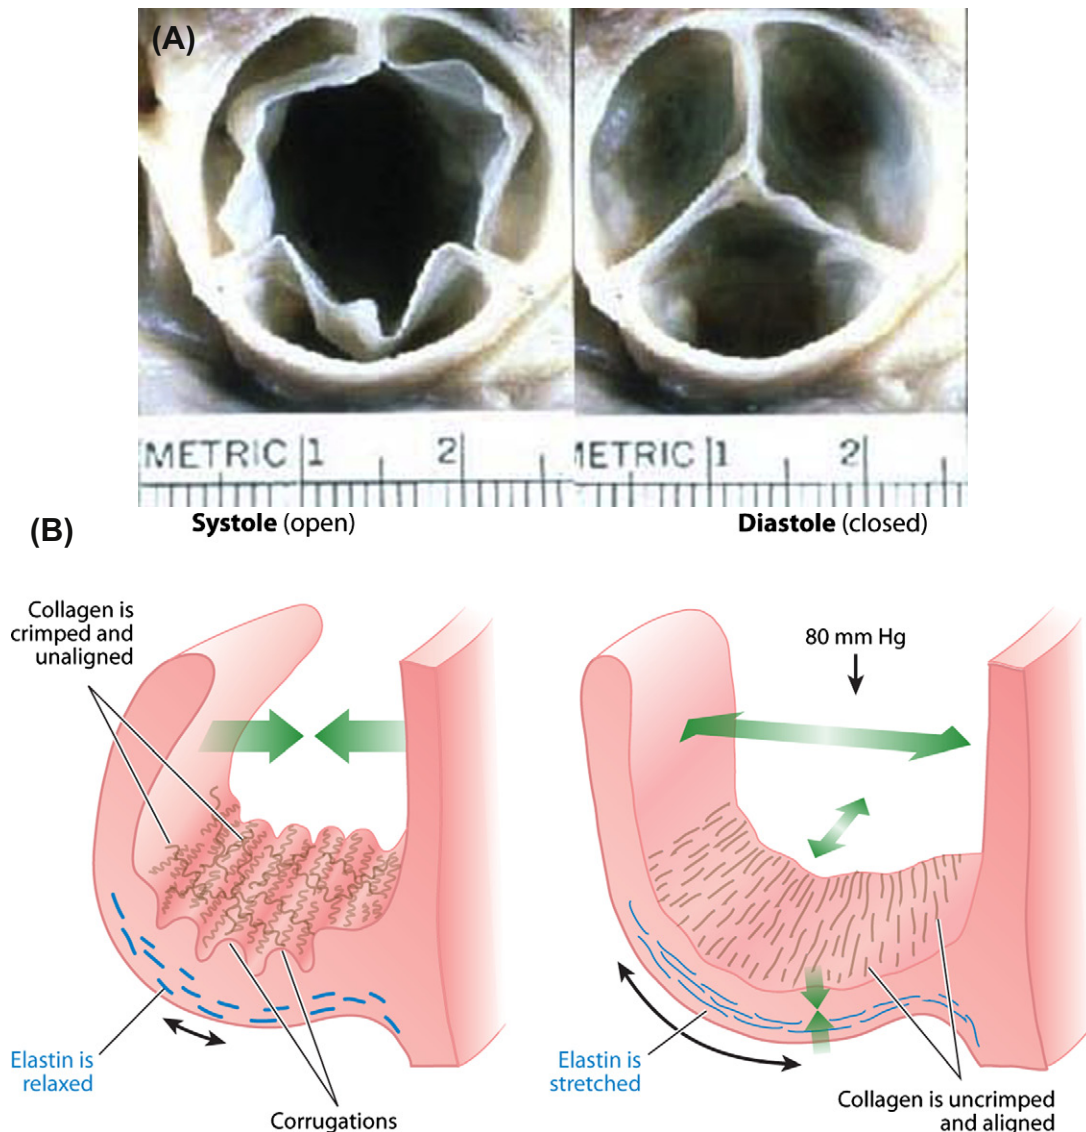 (A)
METRIC 1 2
METRIC 1 2
Systole (open)
Diastole (closed)
(B)
Collagen is
crimped and
unaligned
80 mm Hg
Elastin is
relaxed
Corrugations
Elastin is
stretched
Collagen is uncrimped
and aligned